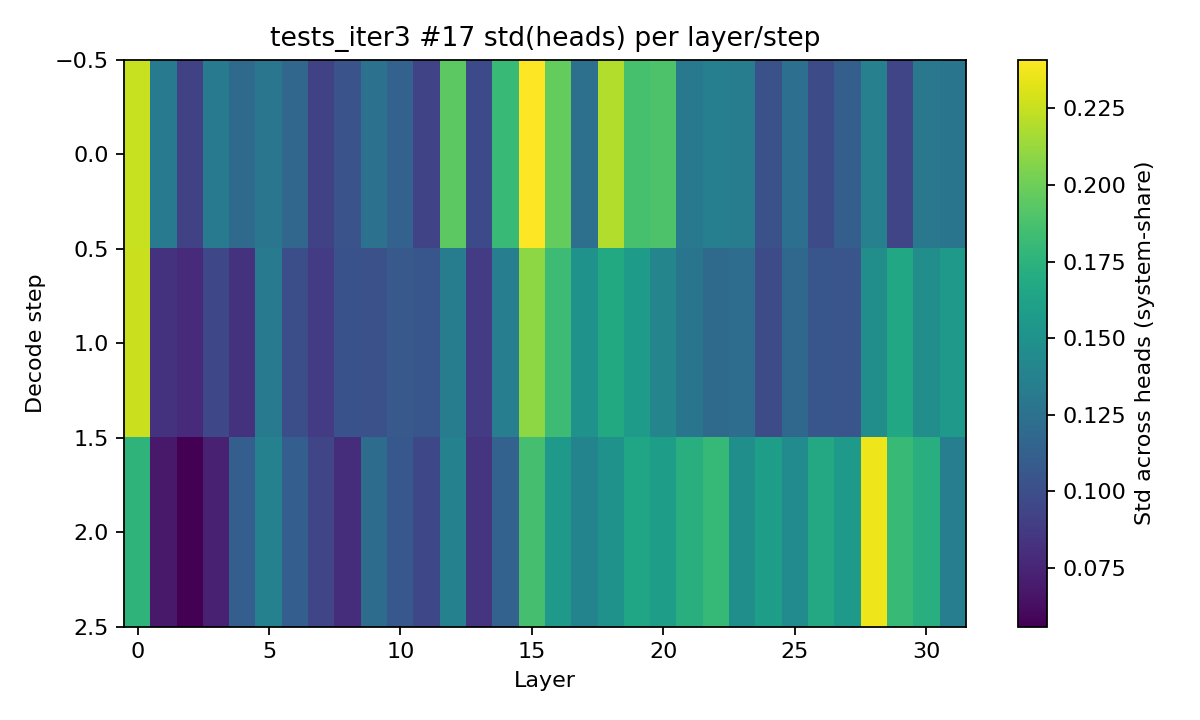 tests_iter3 #17 std(heads) per layer/step
−0.5
0.0
0.5
1.0
1.5
2.0
2.5
Decode step
0 5 10 15 20 25 30
Layer
0.225
0.200
0.175
0.150
0.125
0.100
0.075
Std across heads (system-share)